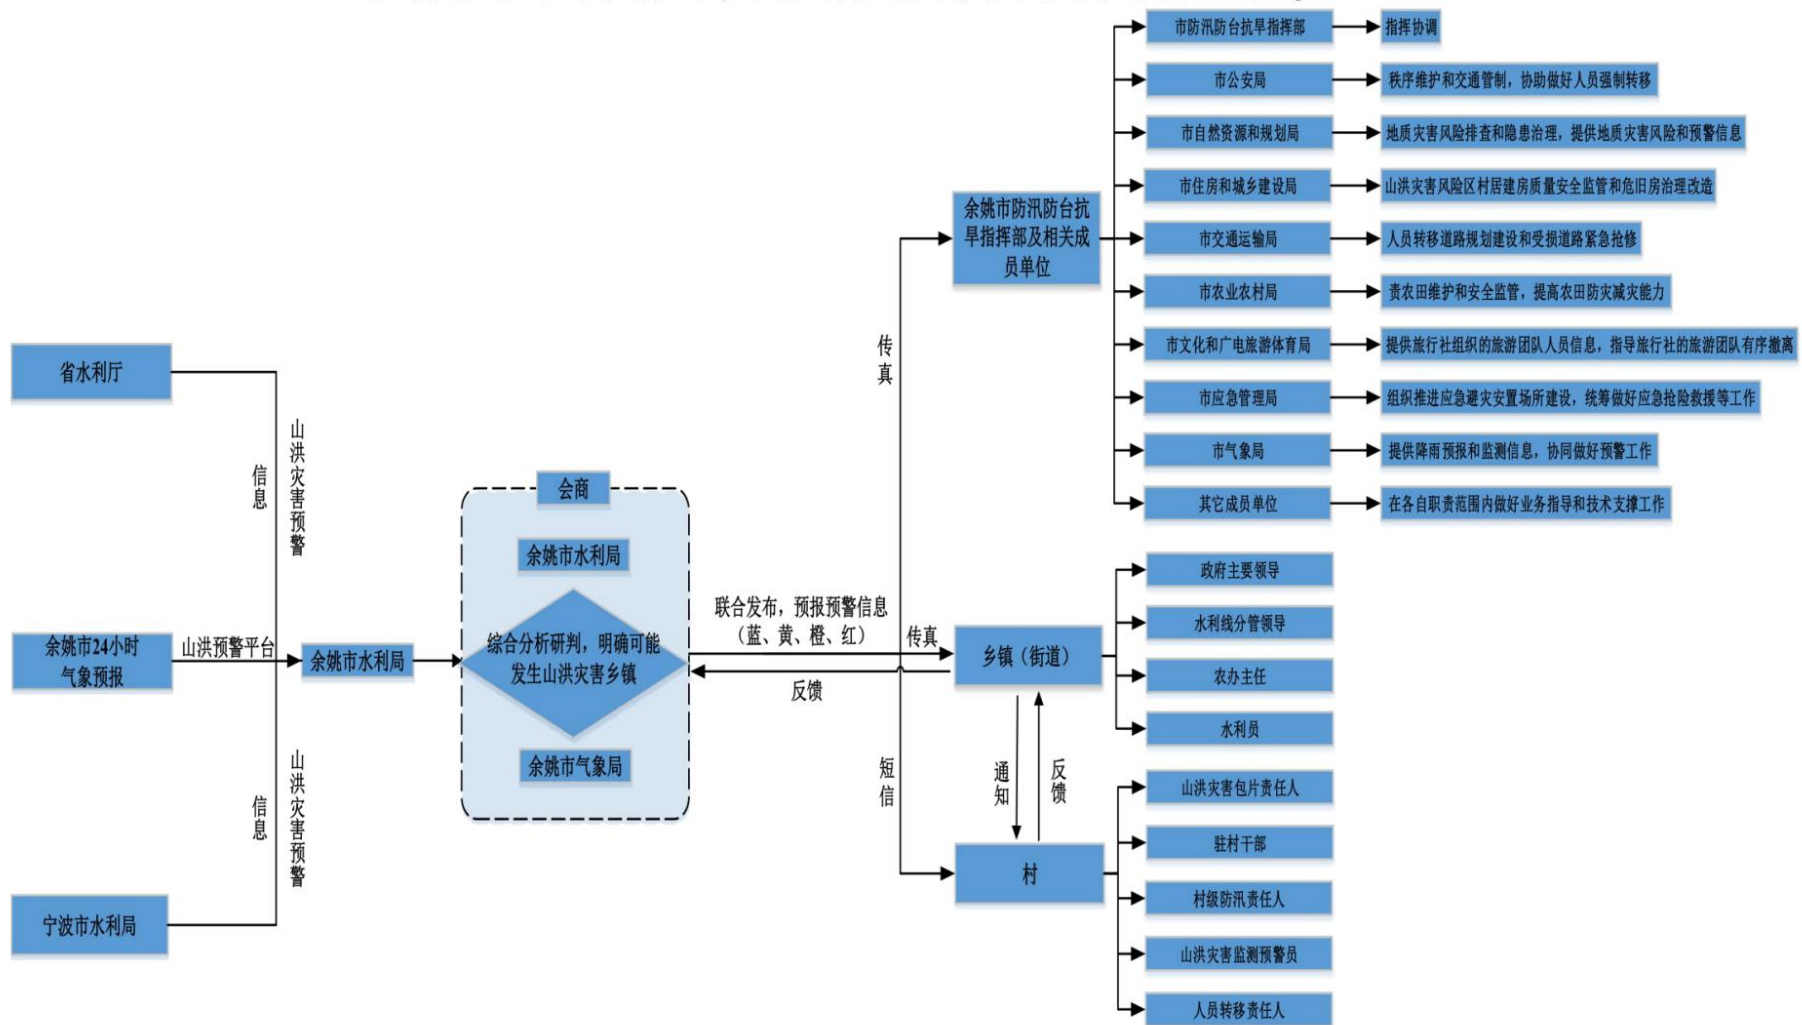 省水利厅
余姚市24小时
气象预报
宁波市水利局
山洪灾害预警
信息
山洪预警平台
山洪灾害预警
信息
余姚市水利局
会商
余姚市水利局
综合分析研判，明确可能
发生山洪灾害乡镇
余姚市气象局
联合发布，预报预警信息
（蓝、黄、橙、红）
反馈
传真
传真
短信
余姚市防汛防台抗
旱指挥部及相关成
员单位
乡镇（街道）
通知
反馈
村
市防汛防台抗旱指挥部
指挥协调
市公安局
秩序维护和交通管制，协助做好人员强制转移
市自然资源和规划局
地质灾害风险排查和隐患治理，提供地质灾害风险和预警信息
市住房和城乡建设局
山洪灾害风险区村居建房质量安全监管和危旧房治理改造
市交通运输局
人员转移道路规划建设和受损道路紧急抢修
市农业农村局
责农田维护和安全监管，提高农田防灾减灾能力
市文化和广电旅游体育局
提供旅行社组织的旅游团队人员信息，指导旅行社的旅游团队有序撤离
市应急管理局
组织推进应急避灾安置场所建设，统筹做好应急抢险救援等工作
市气象局
提供降雨预报和监测信息，协同做好预警工作
其它成员单位
在各自职责范围内做好业务指导和技术支撑工作
政府主要领导
水利线分管领导
农办主任
水利员
山洪灾害包片责任人
驻村干部
村级防汛责任人
山洪灾害监测预警员
人员转移责任人